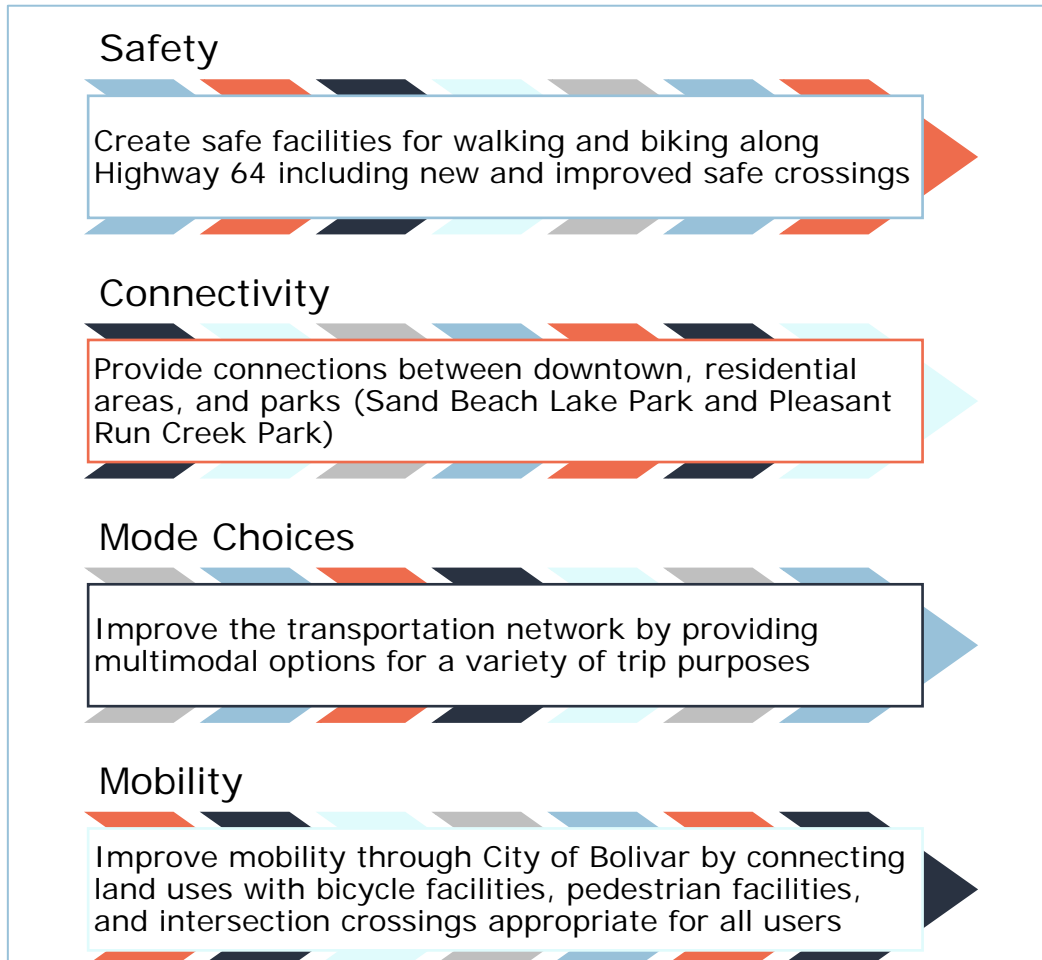 Safety
Create safe facilities for walking and biking along
Highway 64 including new and improved safe crossings
Connectivity
Provide connections between downtown, residential
areas, and parks (Sand Beach Lake Park and Pleasant
Run Creek Park)
Mode Choices
Improve the transportation network by providing
multimodal options for a variety of trip purposes
Mobility
Improve mobility through City of Bolivar by connecting
land uses with bicycle facilities, pedestrian facilities,
and intersection crossings appropriate for all users